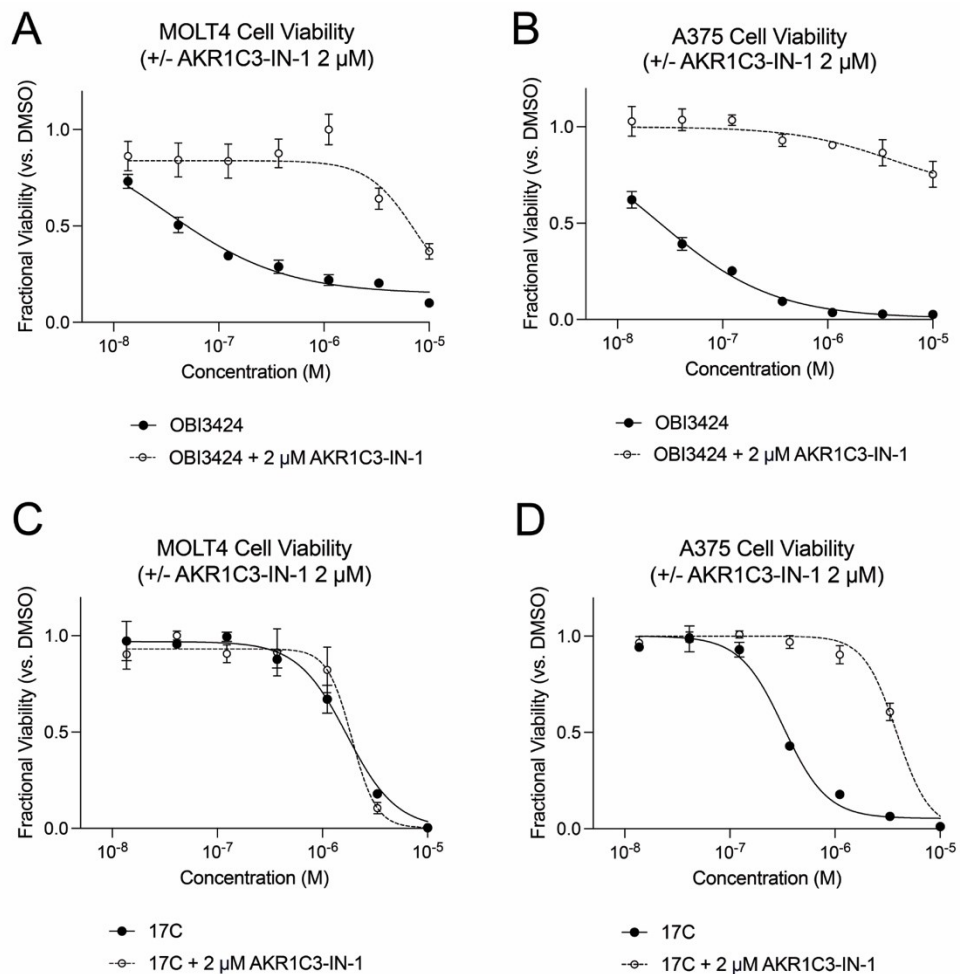 A
MOLT4 Cell Viability
(+/- AKR1C3-IN-1 2 µM)
Fractional Viability (vs. DMSO)
1.0
0.5
0.0
10⁻⁸ 10⁻⁷ 10⁻⁶ 10⁻⁵
Concentration (M)
OBI3424
OBI3424 + 2 µM AKR1C3-IN-1
B
A375 Cell Viability
(+/- AKR1C3-IN-1 2 µM)
Fractional Viability (vs. DMSO)
1.0
0.5
0.0
10⁻⁸ 10⁻⁷ 10⁻⁶ 10⁻⁵
Concentration (M)
OBI3424
OBI3424 + 2 µM AKR1C3-IN-1
C
MOLT4 Cell Viability
(+/- AKR1C3-IN-1 2 µM)
Fractional Viability (vs. DMSO)
1.0
0.5
0.0
10⁻⁸ 10⁻⁷ 10⁻⁶ 10⁻⁵
Concentration (M)
17C
17C + 2 µM AKR1C3-IN-1
D
A375 Cell Viability
(+/- AKR1C3-IN-1 2 µM)
Fractional Viability (vs. DMSO)
1.0
0.5
0.0
10⁻⁸ 10⁻⁷ 10⁻⁶ 10⁻⁵
Concentration (M)
17C
17C + 2 µM AKR1C3-IN-1